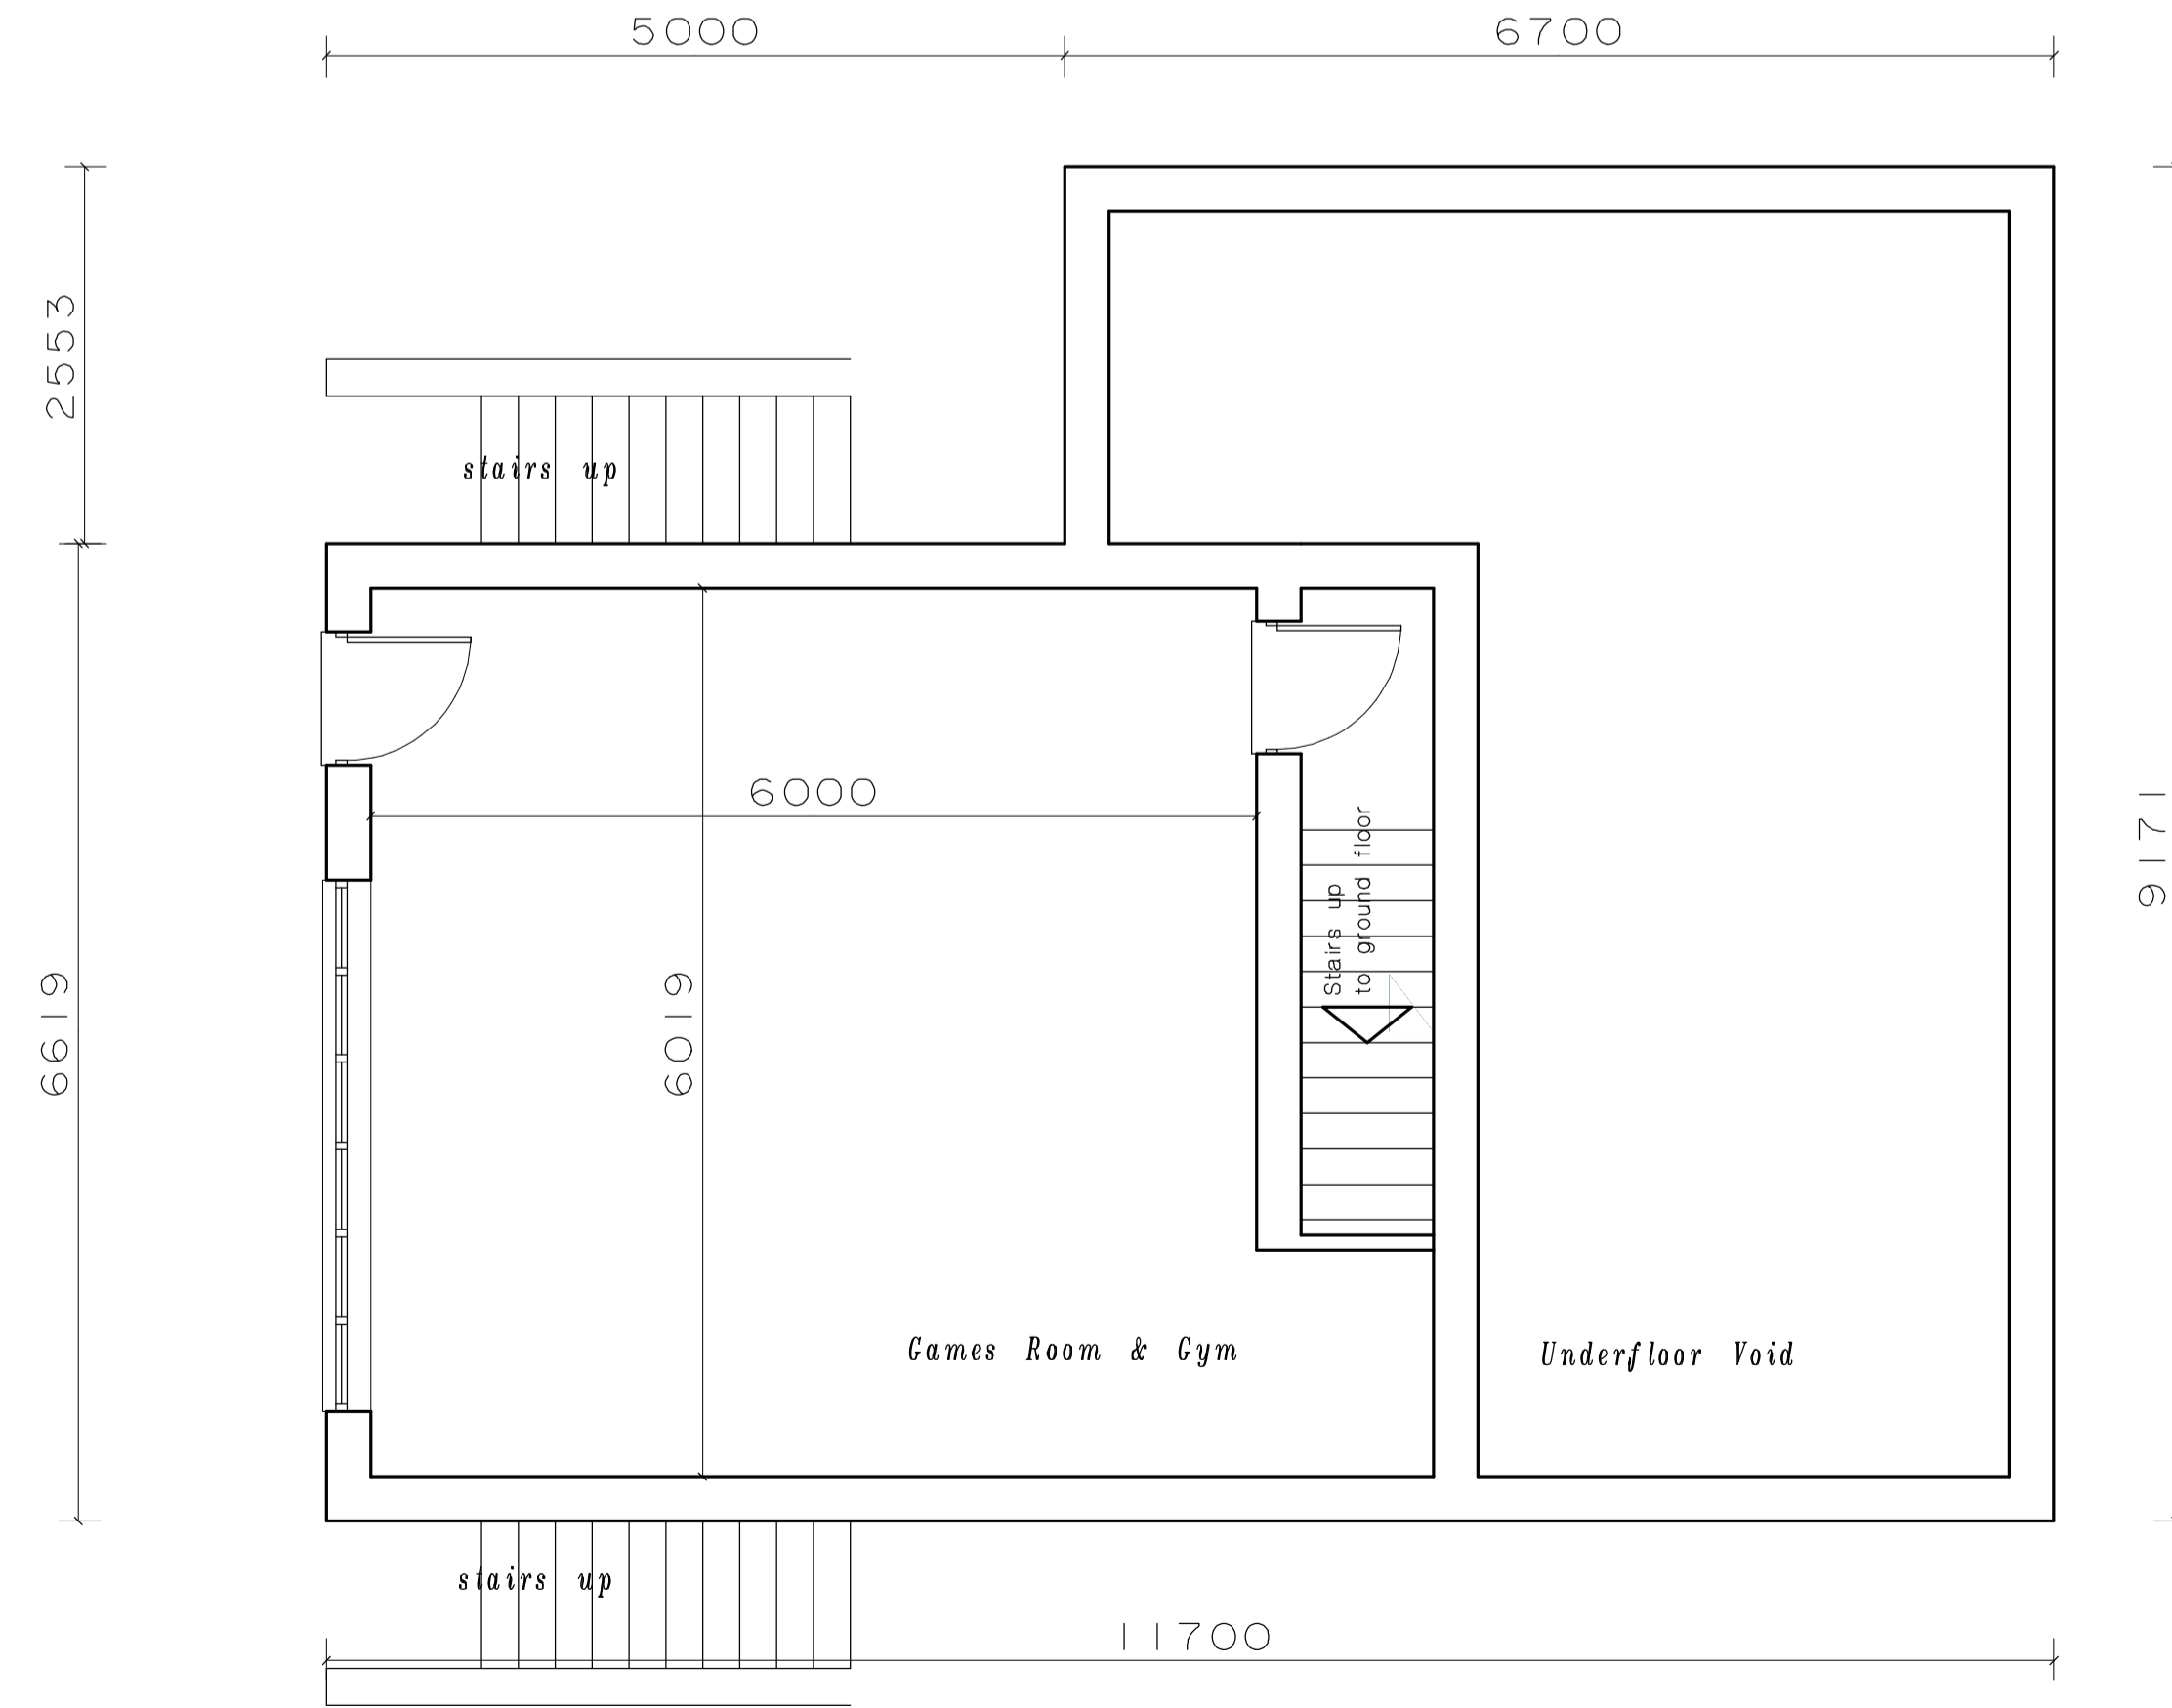 5000
6700
2553
stairs up
6000
9171
Stairs up
to ground floor
6619
6019
Games Room & Gym
Underfloor Void
stairs up
11700